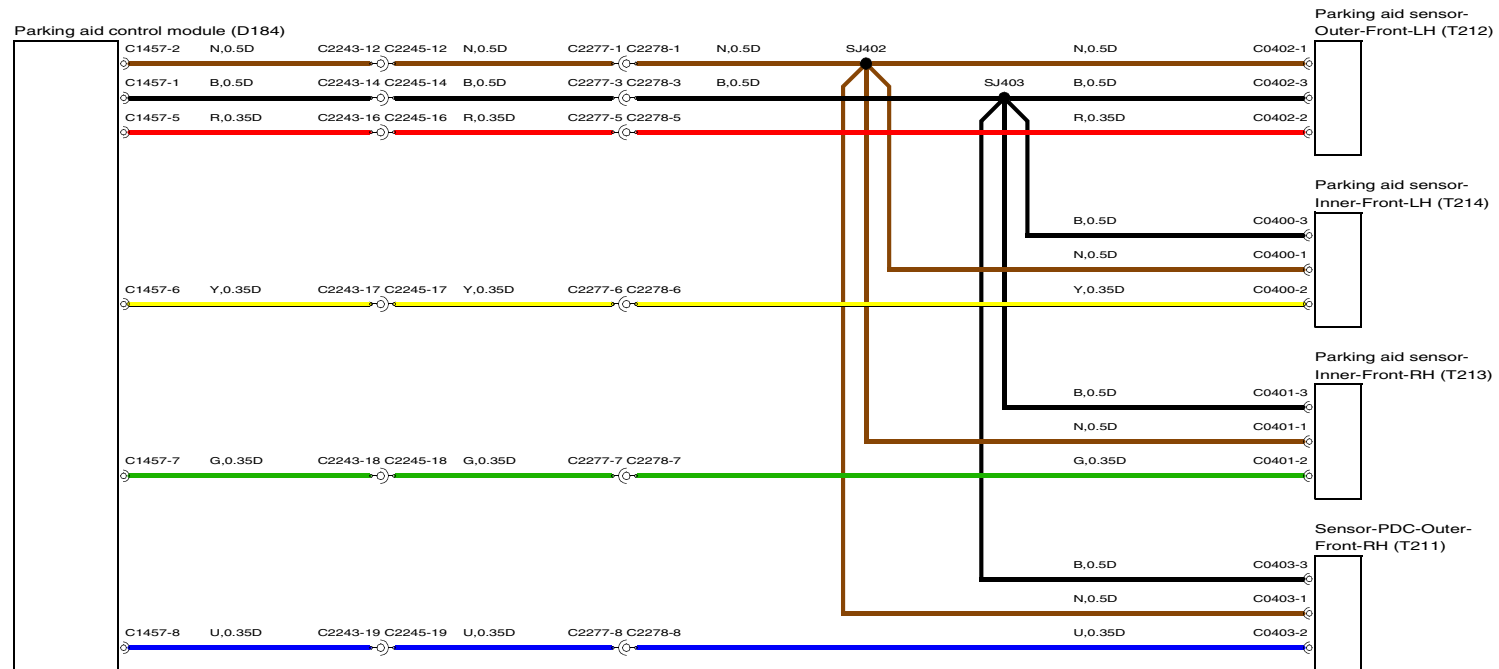 Parking aid sensor-
Outer-Front-LH (T212)
Parking aid control module (D184)
C1457-2 N,0.5D C2243-12 C2245-12 N,0.5D C2277-1 C2278-1 N,0.5D SJ402 N,0.5D C0402-1
C1457-1 B,0.5D C2243-14 C2245-14 B,0.5D C2277-3 C2278-3 B,0.5D SJ403 B,0.5D C0402-3
C1457-5 R,0.35D C2243-16 C2245-16 R,0.35D C2277-5 C2278-5 R,0.35D C0402-2
Parking aid sensor-
Inner-Front-LH (T214)
B,0.5D C0400-3
N,0.5D C0400-1
C1457-6 Y,0.35D C2243-17 C2245-17 Y,0.35D C2277-6 C2278-6 Y,0.35D C0400-2
Parking aid sensor-
Inner-Front-RH (T213)
B,0.5D C0401-3
N,0.5D C0401-1
C1457-7 G,0.35D C2243-18 C2245-18 G,0.35D C2277-7 C2278-7 G,0.35D C0401-2
Sensor-PDC-Outer-
Front-RH (T211)
B,0.5D C0403-3
N,0.5D C0403-1
C1457-8 U,0.35D C2243-19 C2245-19 U,0.35D C2277-8 C2278-8 U,0.35D C0403-2